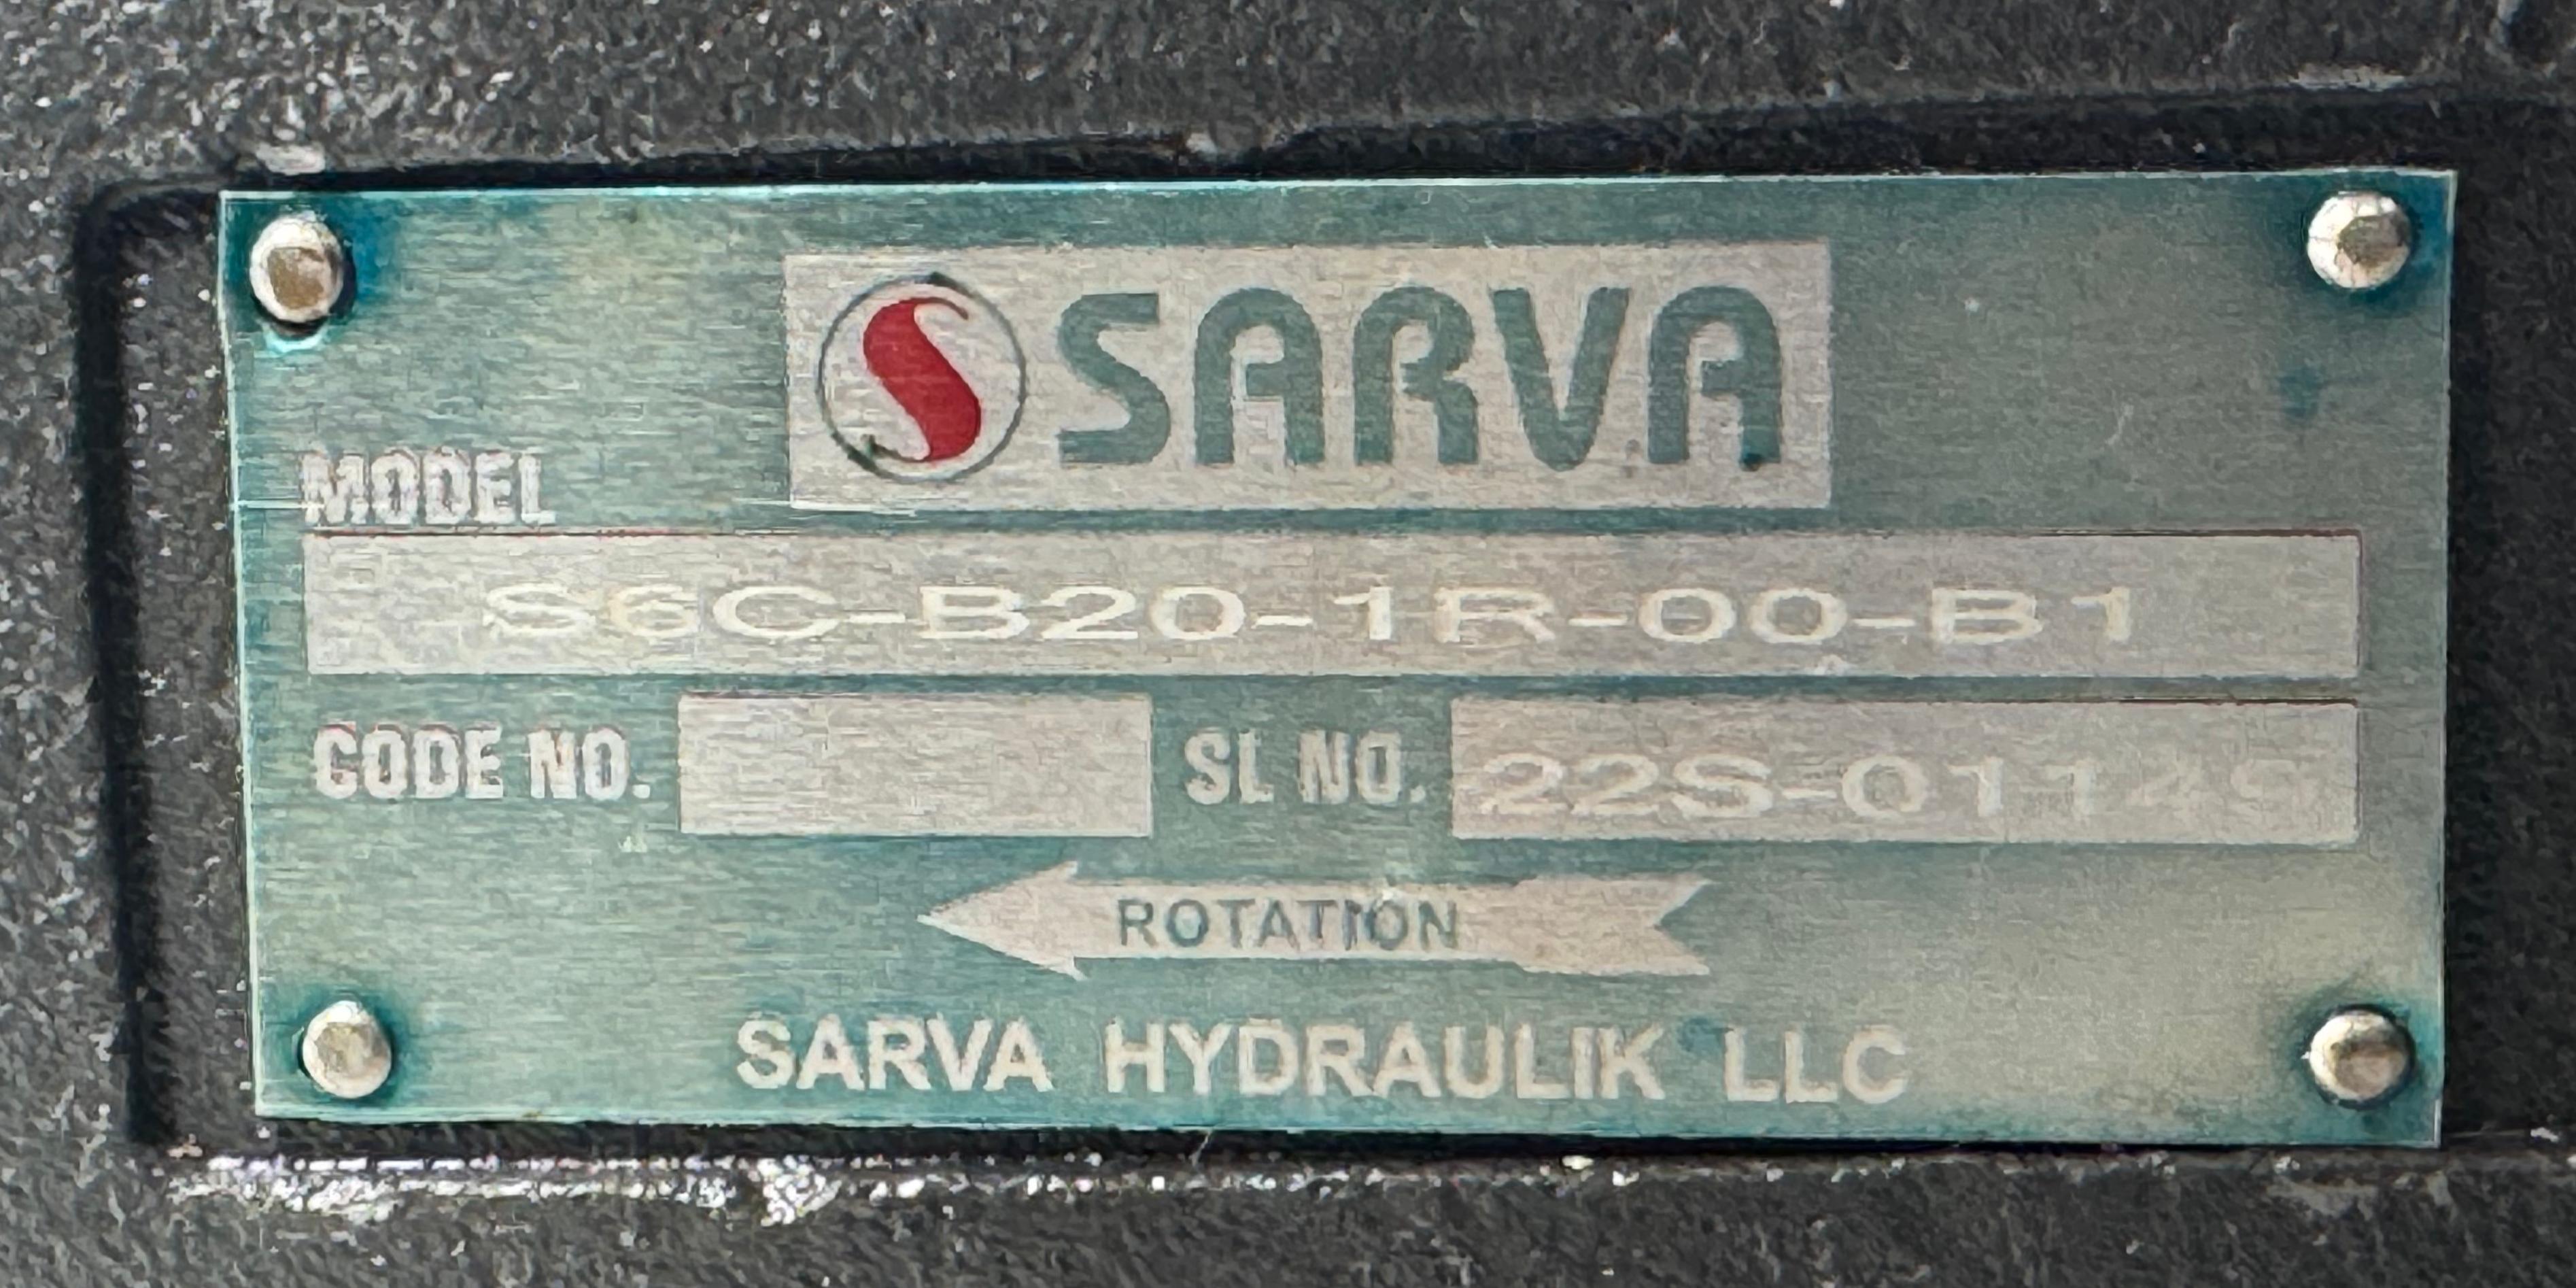 SARVA
MODEL
S6C-B20-1R-00-B1
CODE NO. SL NO.
ROTATION
SARVA HYDRAULIK LLC